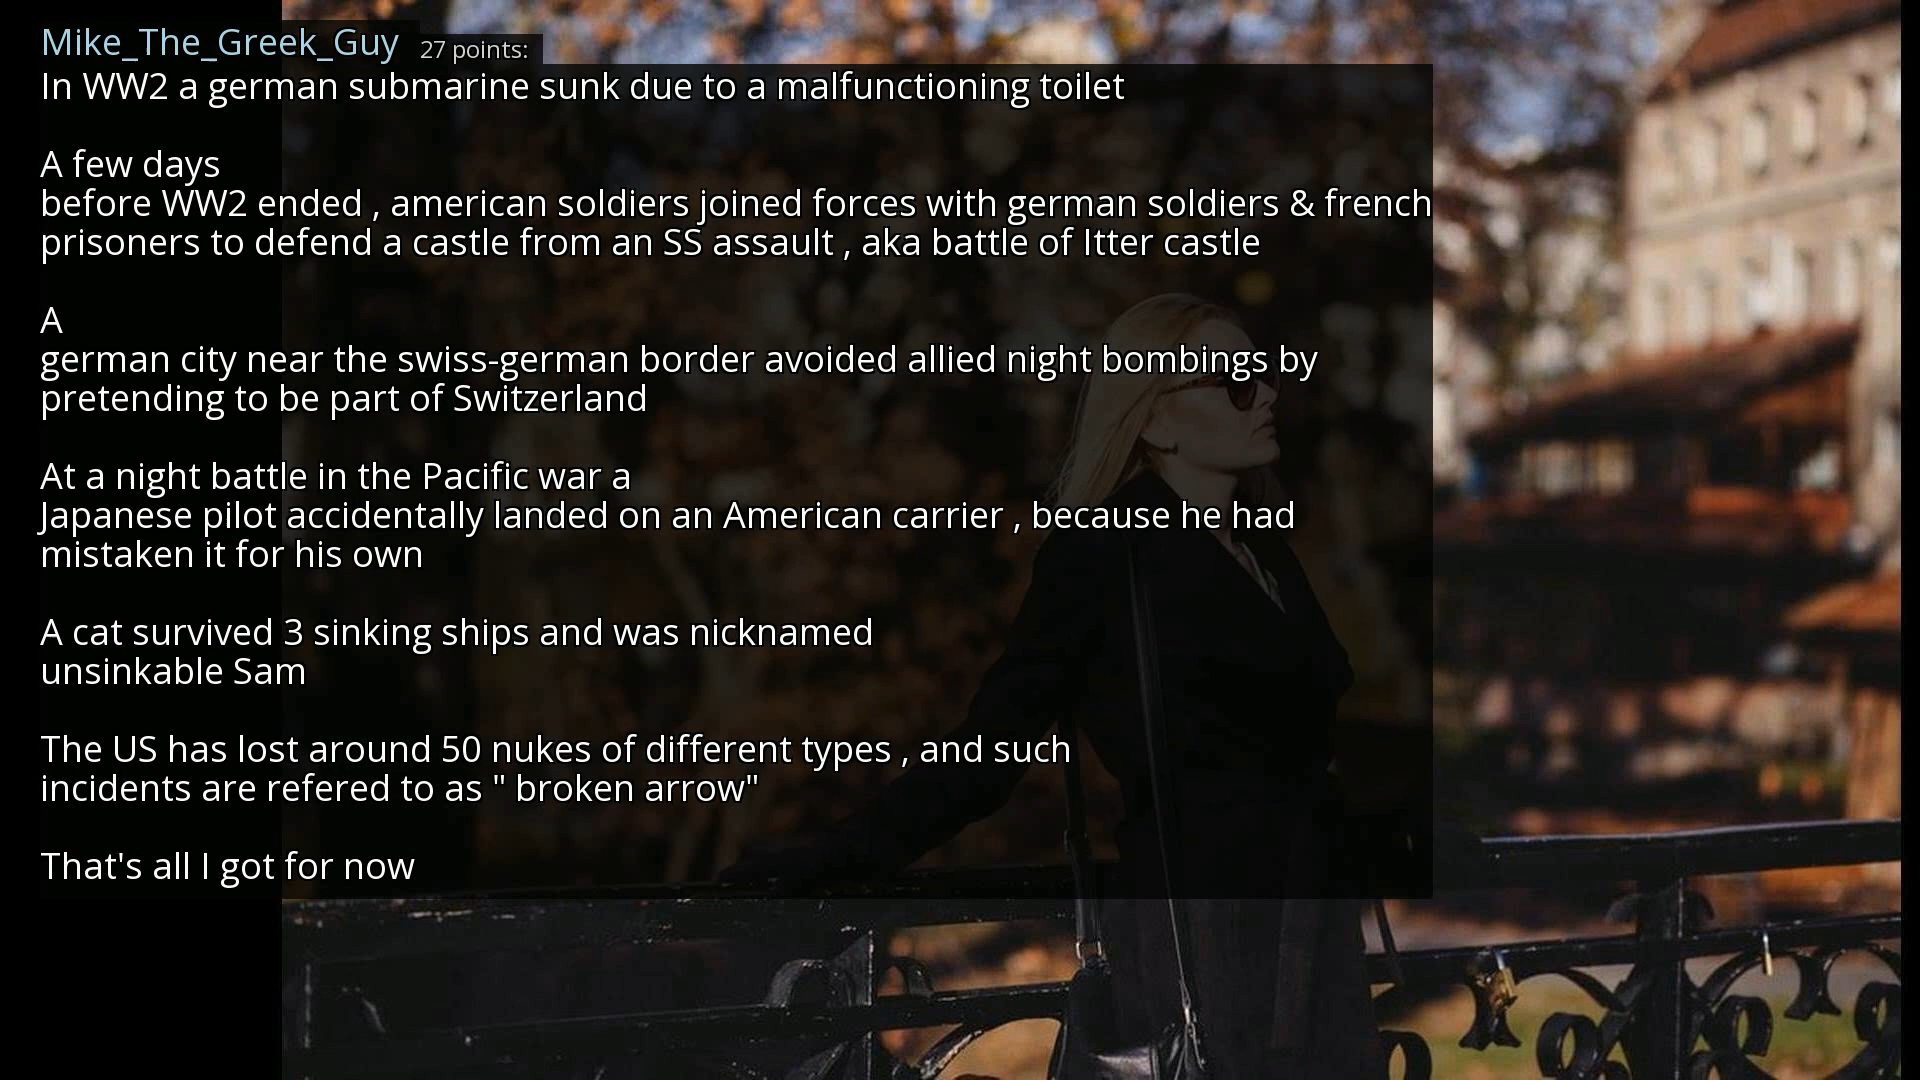 Mike_The_Greek_Guy 27 points:
In WW2 a german submarine sunk due to a malfunctioning toilet
A few days
before WW2 ended , american soldiers joined forces with german soldiers & french
prisoners to defend a castle from an SS assault , aka battle of Itter castle
A
german city near the swiss-german border avoided allied night bombings by
pretending to be part of Switzerland
At a night battle in the Pacific war a
Japanese pilot accidentally landed on an American carrier , because he had
mistaken it for his own
A cat survived 3 sinking ships and was nicknamed
unsinkable Sam
The US has lost around 50 nukes of different types , and such
incidents are refered to as " broken arrow"
That's all I got for now